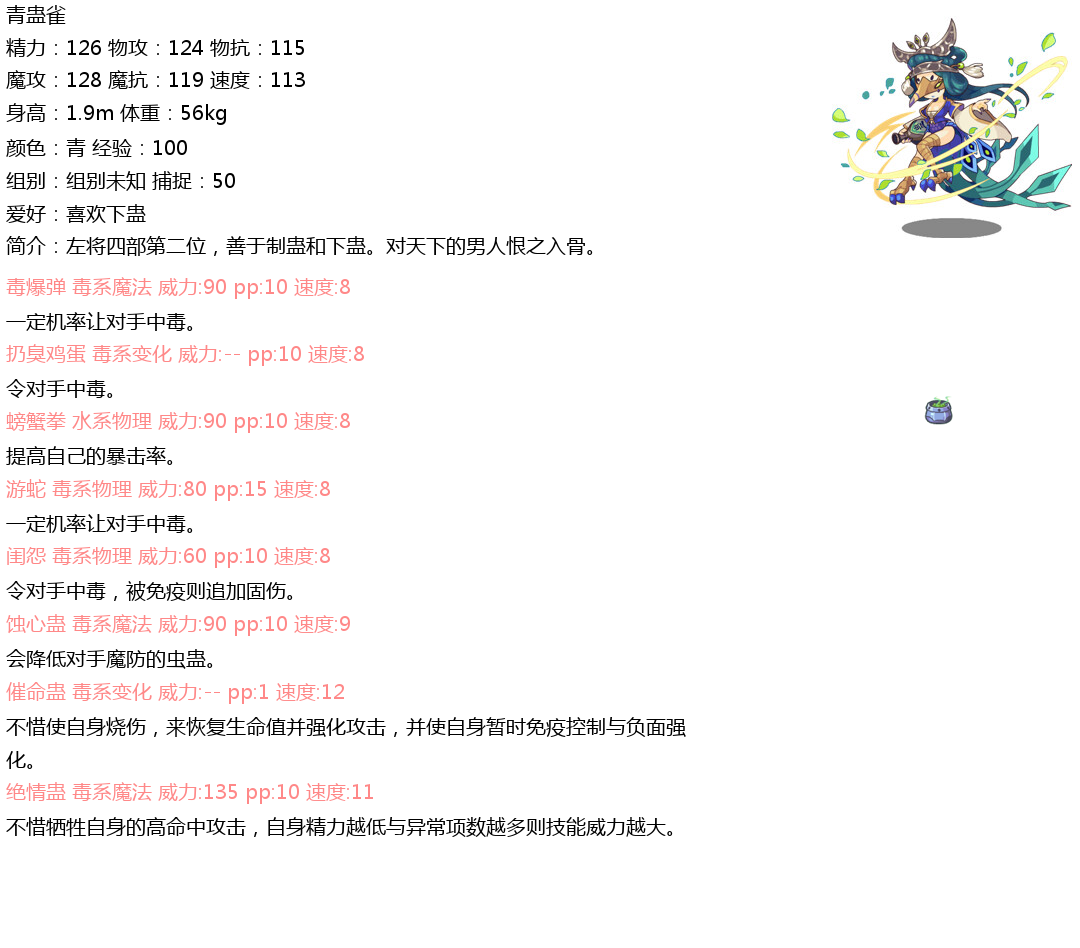 青蛊雀
精力：126 物攻：124 物抗：115
魔攻：128 魔抗：119 速度：113
身高：1.9m 体重：56kg
颜色：青 经验：100
组别：组别未知 捕捉：50
爱好：喜欢下蛊
简介：左将四部第二位，善于制蛊和下蛊。对天下的男人恨之入骨。
毒爆弹 毒系魔法 威力:90 pp:10 速度:8
一定机率让对手中毒。
扔臭鸡蛋 毒系变化 威力:-- pp:10 速度:8
令对手中毒。
螃蟹拳 水系物理 威力:90 pp:10 速度:8
提高自己的暴击率。
游蛇 毒系物理 威力:80 pp:15 速度:8
一定机率让对手中毒。
闺怨 毒系物理 威力:60 pp:10 速度:8
令对手中毒，被免疫则追加固伤。
蚀心蛊 毒系魔法 威力:90 pp:10 速度:9
会降低对手魔防的虫蛊。
催命蛊 毒系变化 威力:-- pp:1 速度:12
不惜使自身烧伤，来恢复生命值并强化攻击，并使自身暂时免疫控制与负面强
化。
绝情蛊 毒系魔法 威力:135 pp:10 速度:11
不惜牺牲自身的高命中攻击，自身精力越低与异常项数越多则技能威力越大。